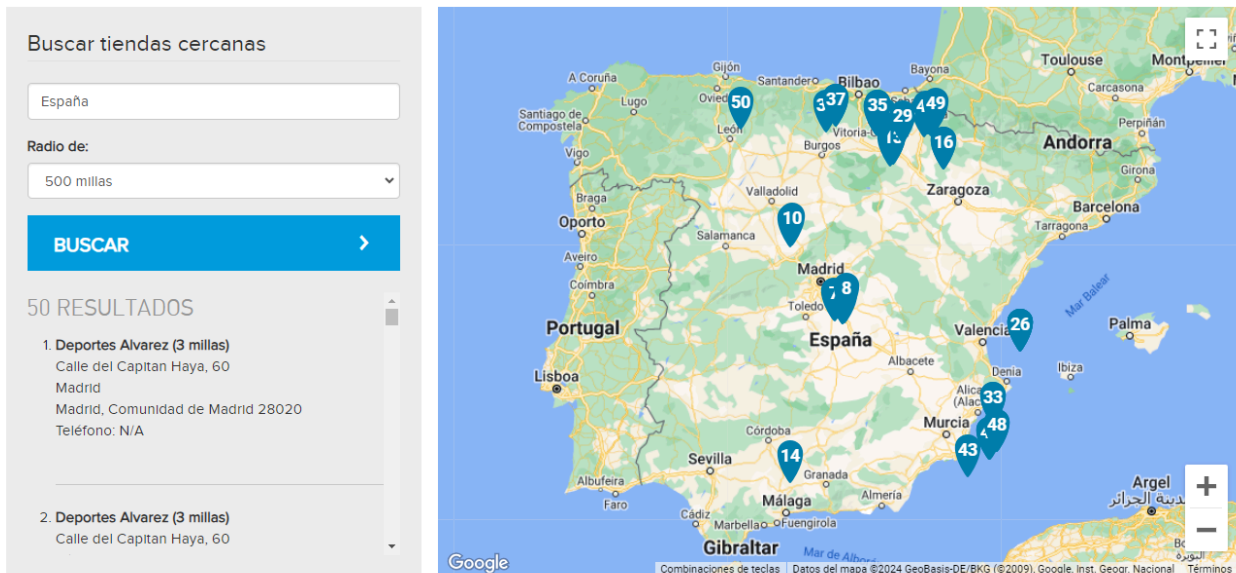 Buscar tiendas cercanas
España
Radio de:
500 millas
BUSCAR
50 RESULTADOS
1. Deportes Alvarez (3 millas)
Calle del Capitan Haya, 60
Madrid
Madrid, Comunidad de Madrid 28020
Teléfono: N/A
2. Deportes Alvarez (3 millas)
Calle del Capitan Haya, 60
A Coruña
Gijón
Santander
Bilbao
Bayona
Toulouse
Carcasona
Lugo
50
37
35
29
49
16
Santiago de
Compostela
León
Burgos
Perpiñán
Andorra
Vigo
Girona
Braga
Valladolid
Zaragoza
Barcelona
Oporto
10
Salamanca
Tarragona
Aveiro
Madrid
Coímbra
Toledo
7
8
Mar Balear
Portugal
España
Valencia
26
Palma
Albacete
Denia
Ibiza
Lisboa
33
Murcia
48
43
Córdoba
14
Sevilla
Granada
Albufeira
Faro
Almería
Málaga
Cádiz
Marbella
Fuengirola
Gibraltar
Argel
الجزائر
البويرة
Google
Combinaciones de teclas
Datos del mapa ©2024 GeoBasis-DE/BKG (©2009), Google, Inst. Geogr. Nacional
Términos